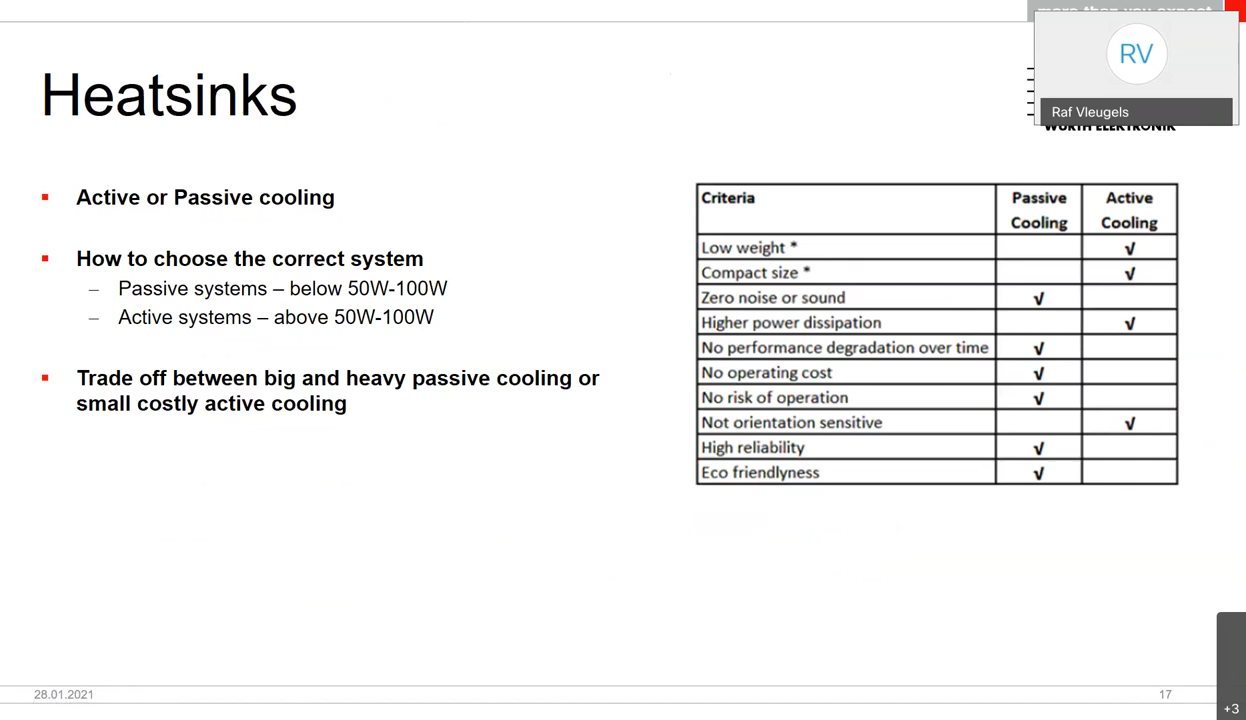 more than you expect
RV
Raf Vleugels
WÜRTH ELEKTRONIK
Heatsinks
Active or Passive cooling
How to choose the correct system
– Passive systems – below 50W-100W
– Active systems – above 50W-100W
Trade off between big and heavy passive cooling or
small costly active cooling
Criteria Passive Cooling Active Cooling
Low weight * √
Compact size * √
Zero noise or sound √
Higher power dissipation √
No performance degradation over time √
No operating cost √
No risk of operation √
Not orientation sensitive √
High reliability √
Eco friendlyness √
28.01.2021
17
+3